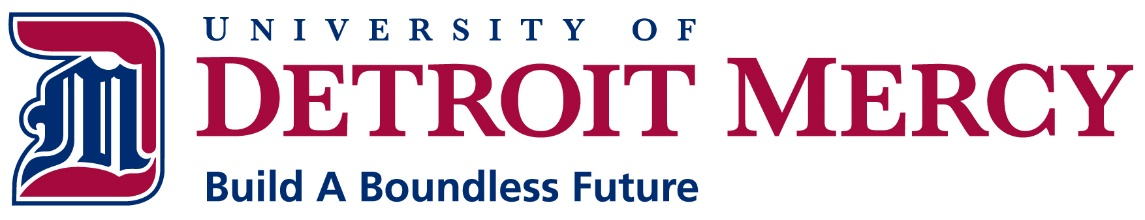 UNIVERSITY OF
DETROIT MERCY
Build A Boundless Future